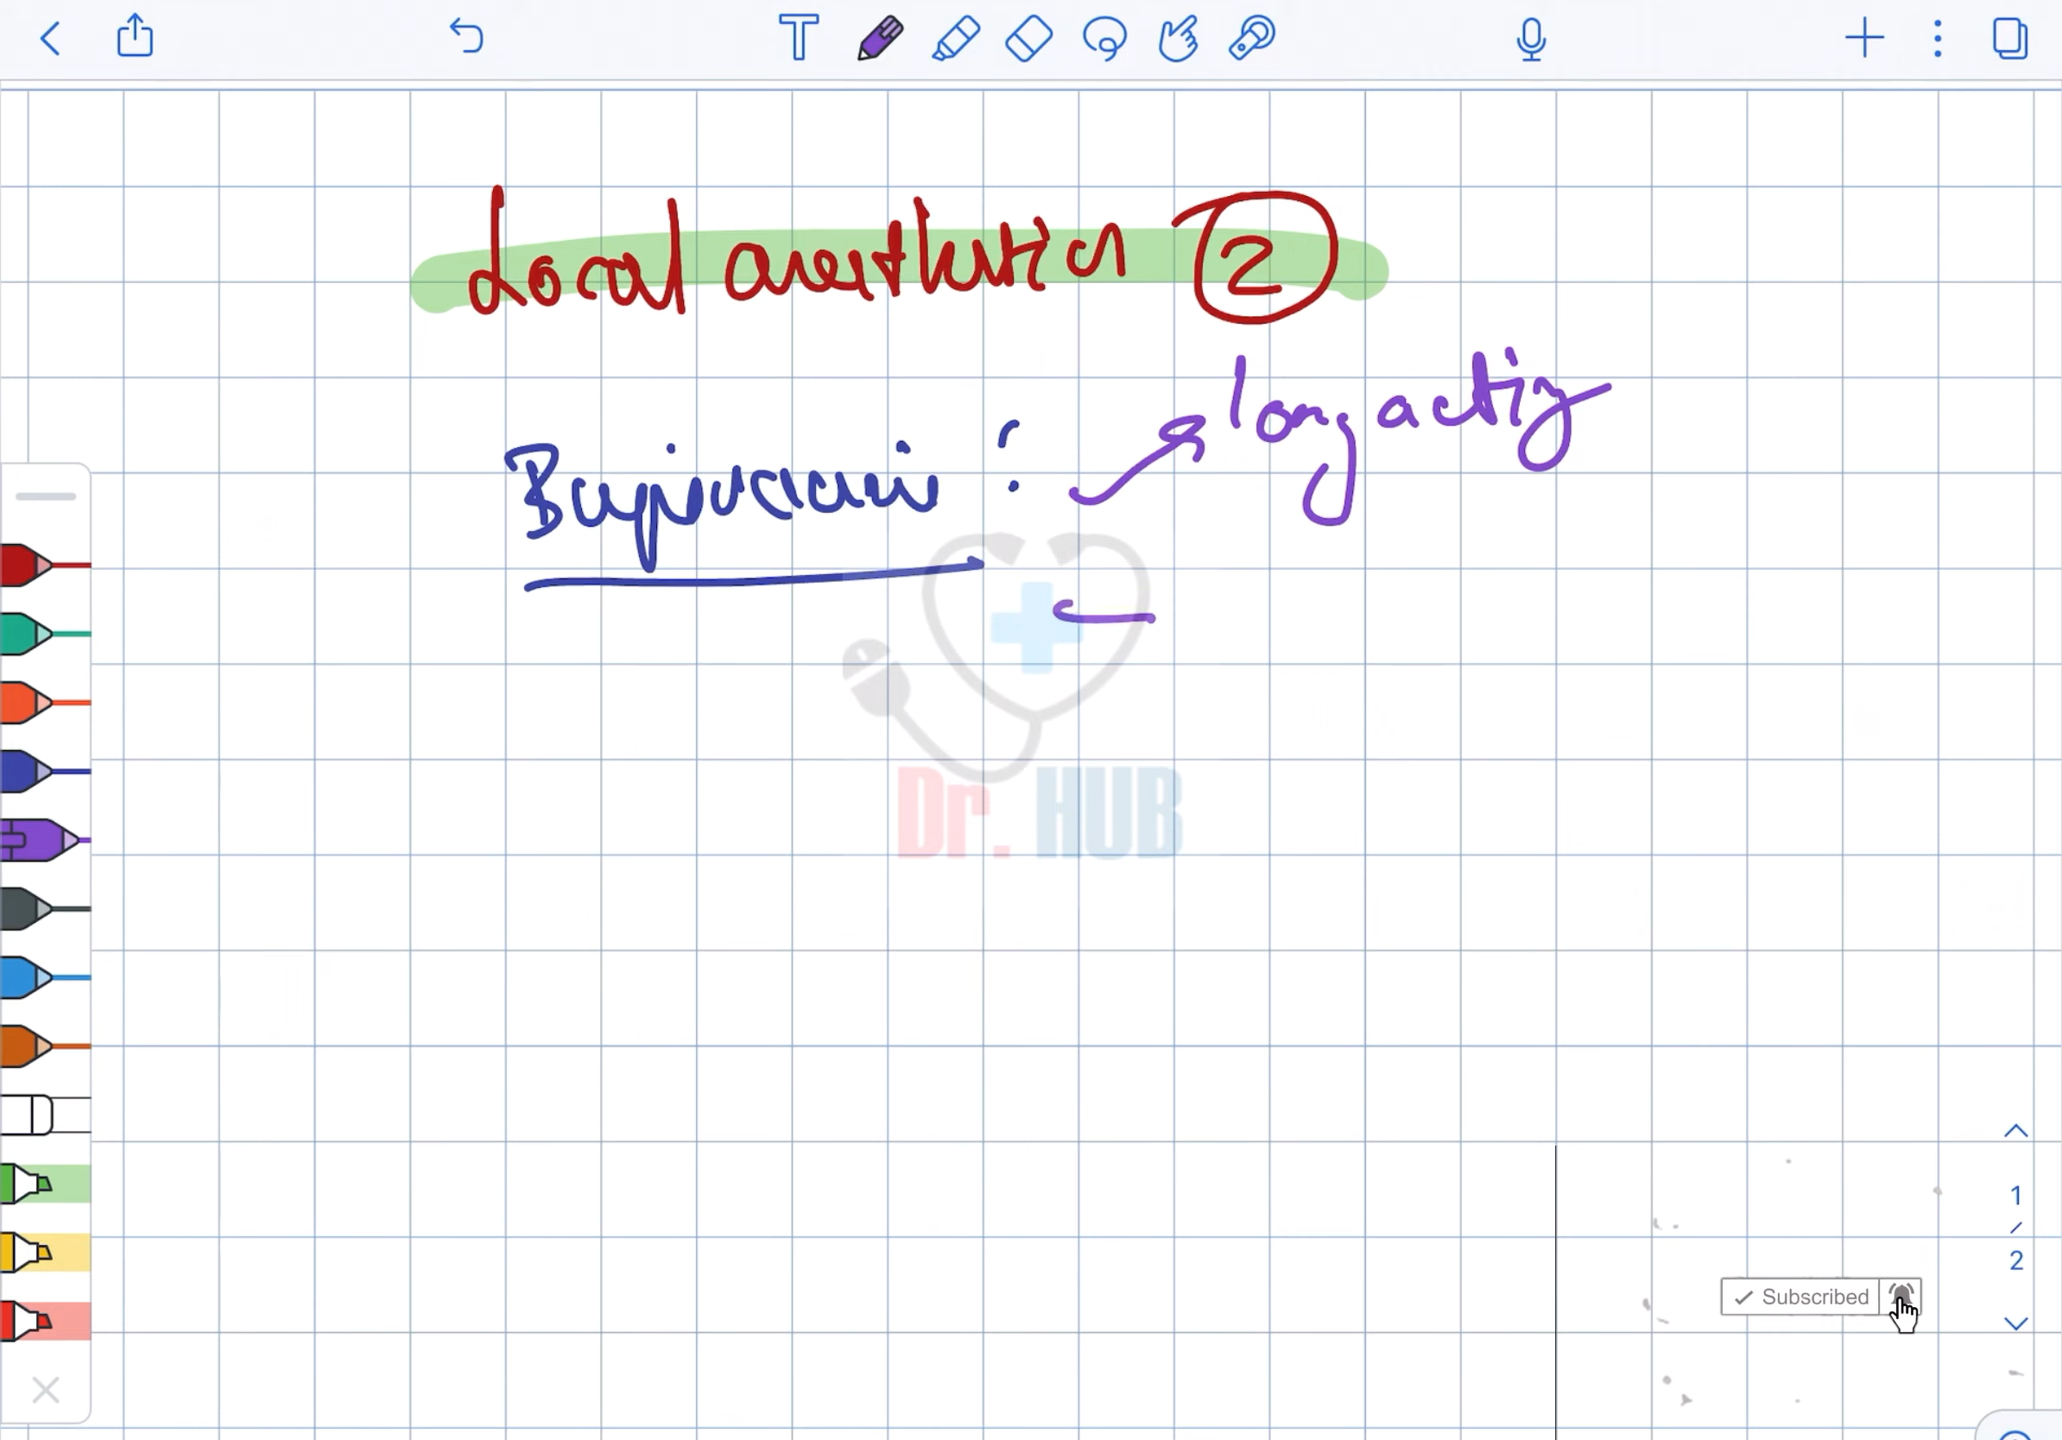 Local anesthetics 2
long acting
Bupivacaine :
Dr. HUB
1
/
2
Subscribed